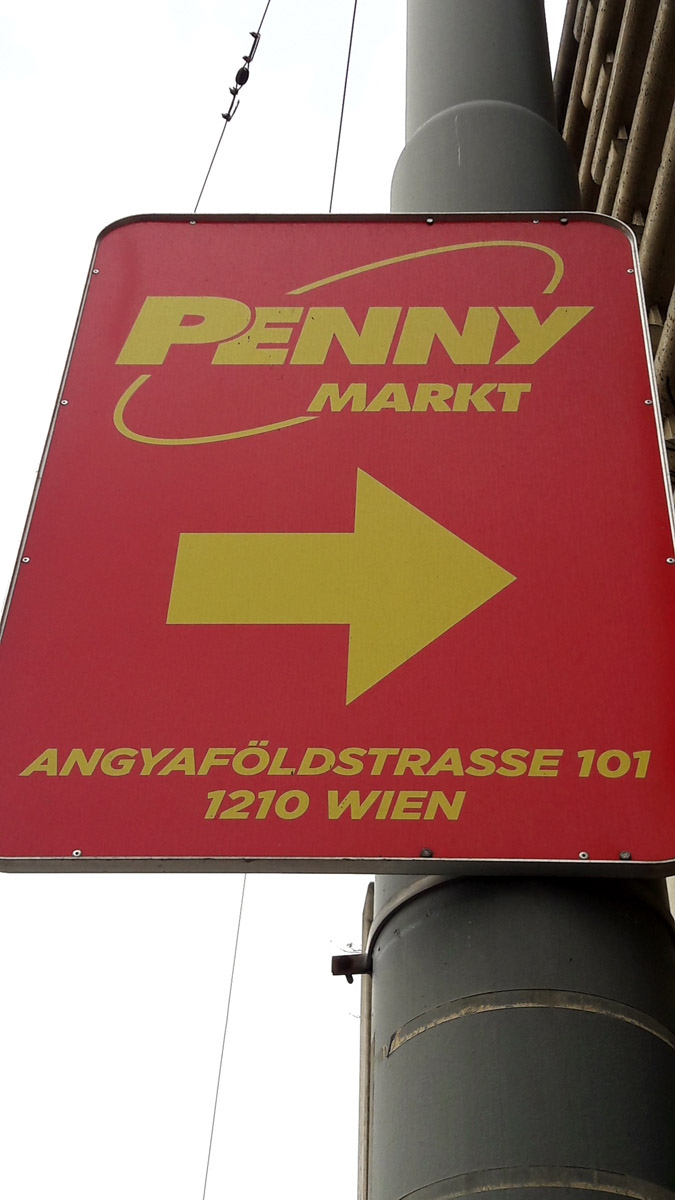 PENNY
MARKT
ANGYAFÖLDSTRASSE 101
1210 WIEN